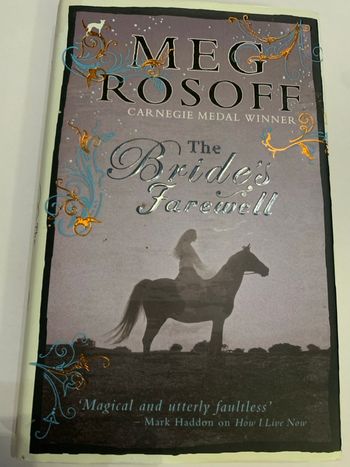 MEG
ROSOFF
CARNEGIE MEDAL WINNER
The
Bride's
Farewell
'Magical and utterly faultless'
– Mark Haddon on How I Live Now